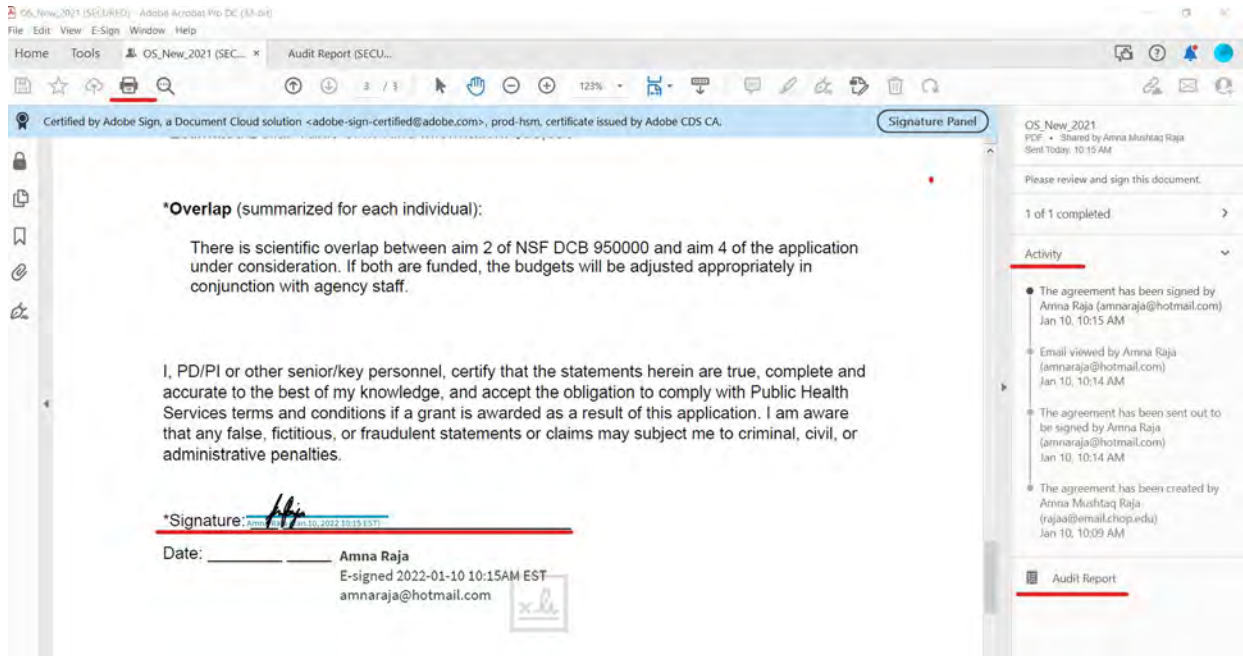 OS_New_2021 (SECURED) - Adobe Acrobat Pro DC (32-bit)
File Edit View E-Sign Window Help
Home Tools OS_New_2021 (SEC... × Audit Report (SECU...
3 / 3 123%
Certified by Adobe Sign, a Document Cloud solution <adobe-sign-certified@adobe.com>, prod-hsm, certificate issued by Adobe CDS CA.
Signature Panel
*Overlap (summarized for each individual):
There is scientific overlap between aim 2 of NSF DCB 950000 and aim 4 of the application
under consideration. If both are funded, the budgets will be adjusted appropriately in
conjunction with agency staff.
I, PD/PI or other senior/key personnel, certify that the statements herein are true, complete and
accurate to the best of my knowledge, and accept the obligation to comply with Public Health
Services terms and conditions if a grant is awarded as a result of this application. I am aware
that any false, fictitious, or fraudulent statements or claims may subject me to criminal, civil, or
administrative penalties.
*Signature:
10, 2022 10:15 EST)
Date:
Amna Raja
E-signed 2022-01-10 10:15AM EST
amnaraja@hotmail.com
OS_New_2021
PDF • Shared by Amna Mushtaq Raja
Sent Today, 10:15 AM
Please review and sign this document.
1 of 1 completed
Activity
The agreement has been signed by
Amna Raja (amnaraja@hotmail.com)
Jan 10, 10:15 AM
Email viewed by Amna Raja
(amnaraja@hotmail.com)
Jan 10, 10:14 AM
The agreement has been sent out to
be signed by Amna Raja
(amnaraja@hotmail.com)
Jan 10, 10:14 AM
The agreement has been created by
Amna Mushtaq Raja
(rajaa@email.chop.edu)
Jan 10, 10:09 AM
Audit Report